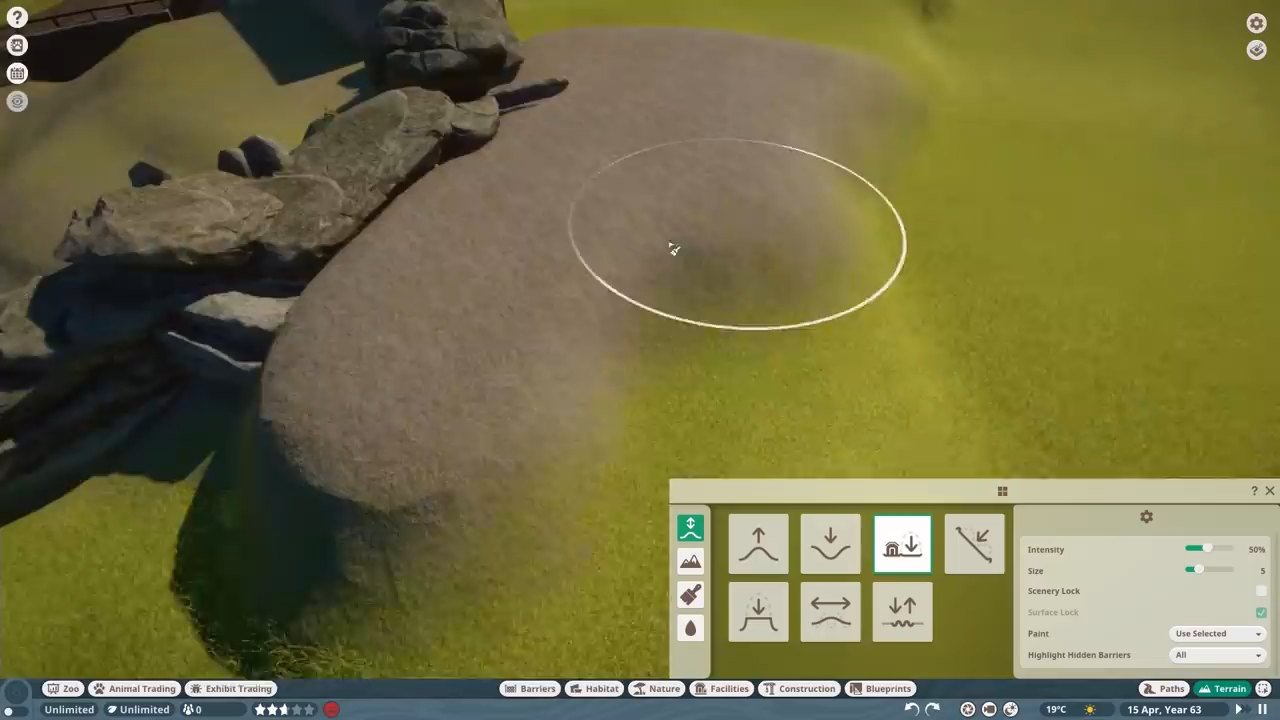 ?
? ×
Intensity 50%
Size 5
Scenery Lock
Surface Lock
Paint Use Selected
Highlight Hidden Barriers All
Zoo Animal Trading Exhibit Trading Barriers Habitat Nature Facilities Construction Blueprints Paths Terrain
Unlimited Unlimited 0 19°C 15 Apr, Year 63